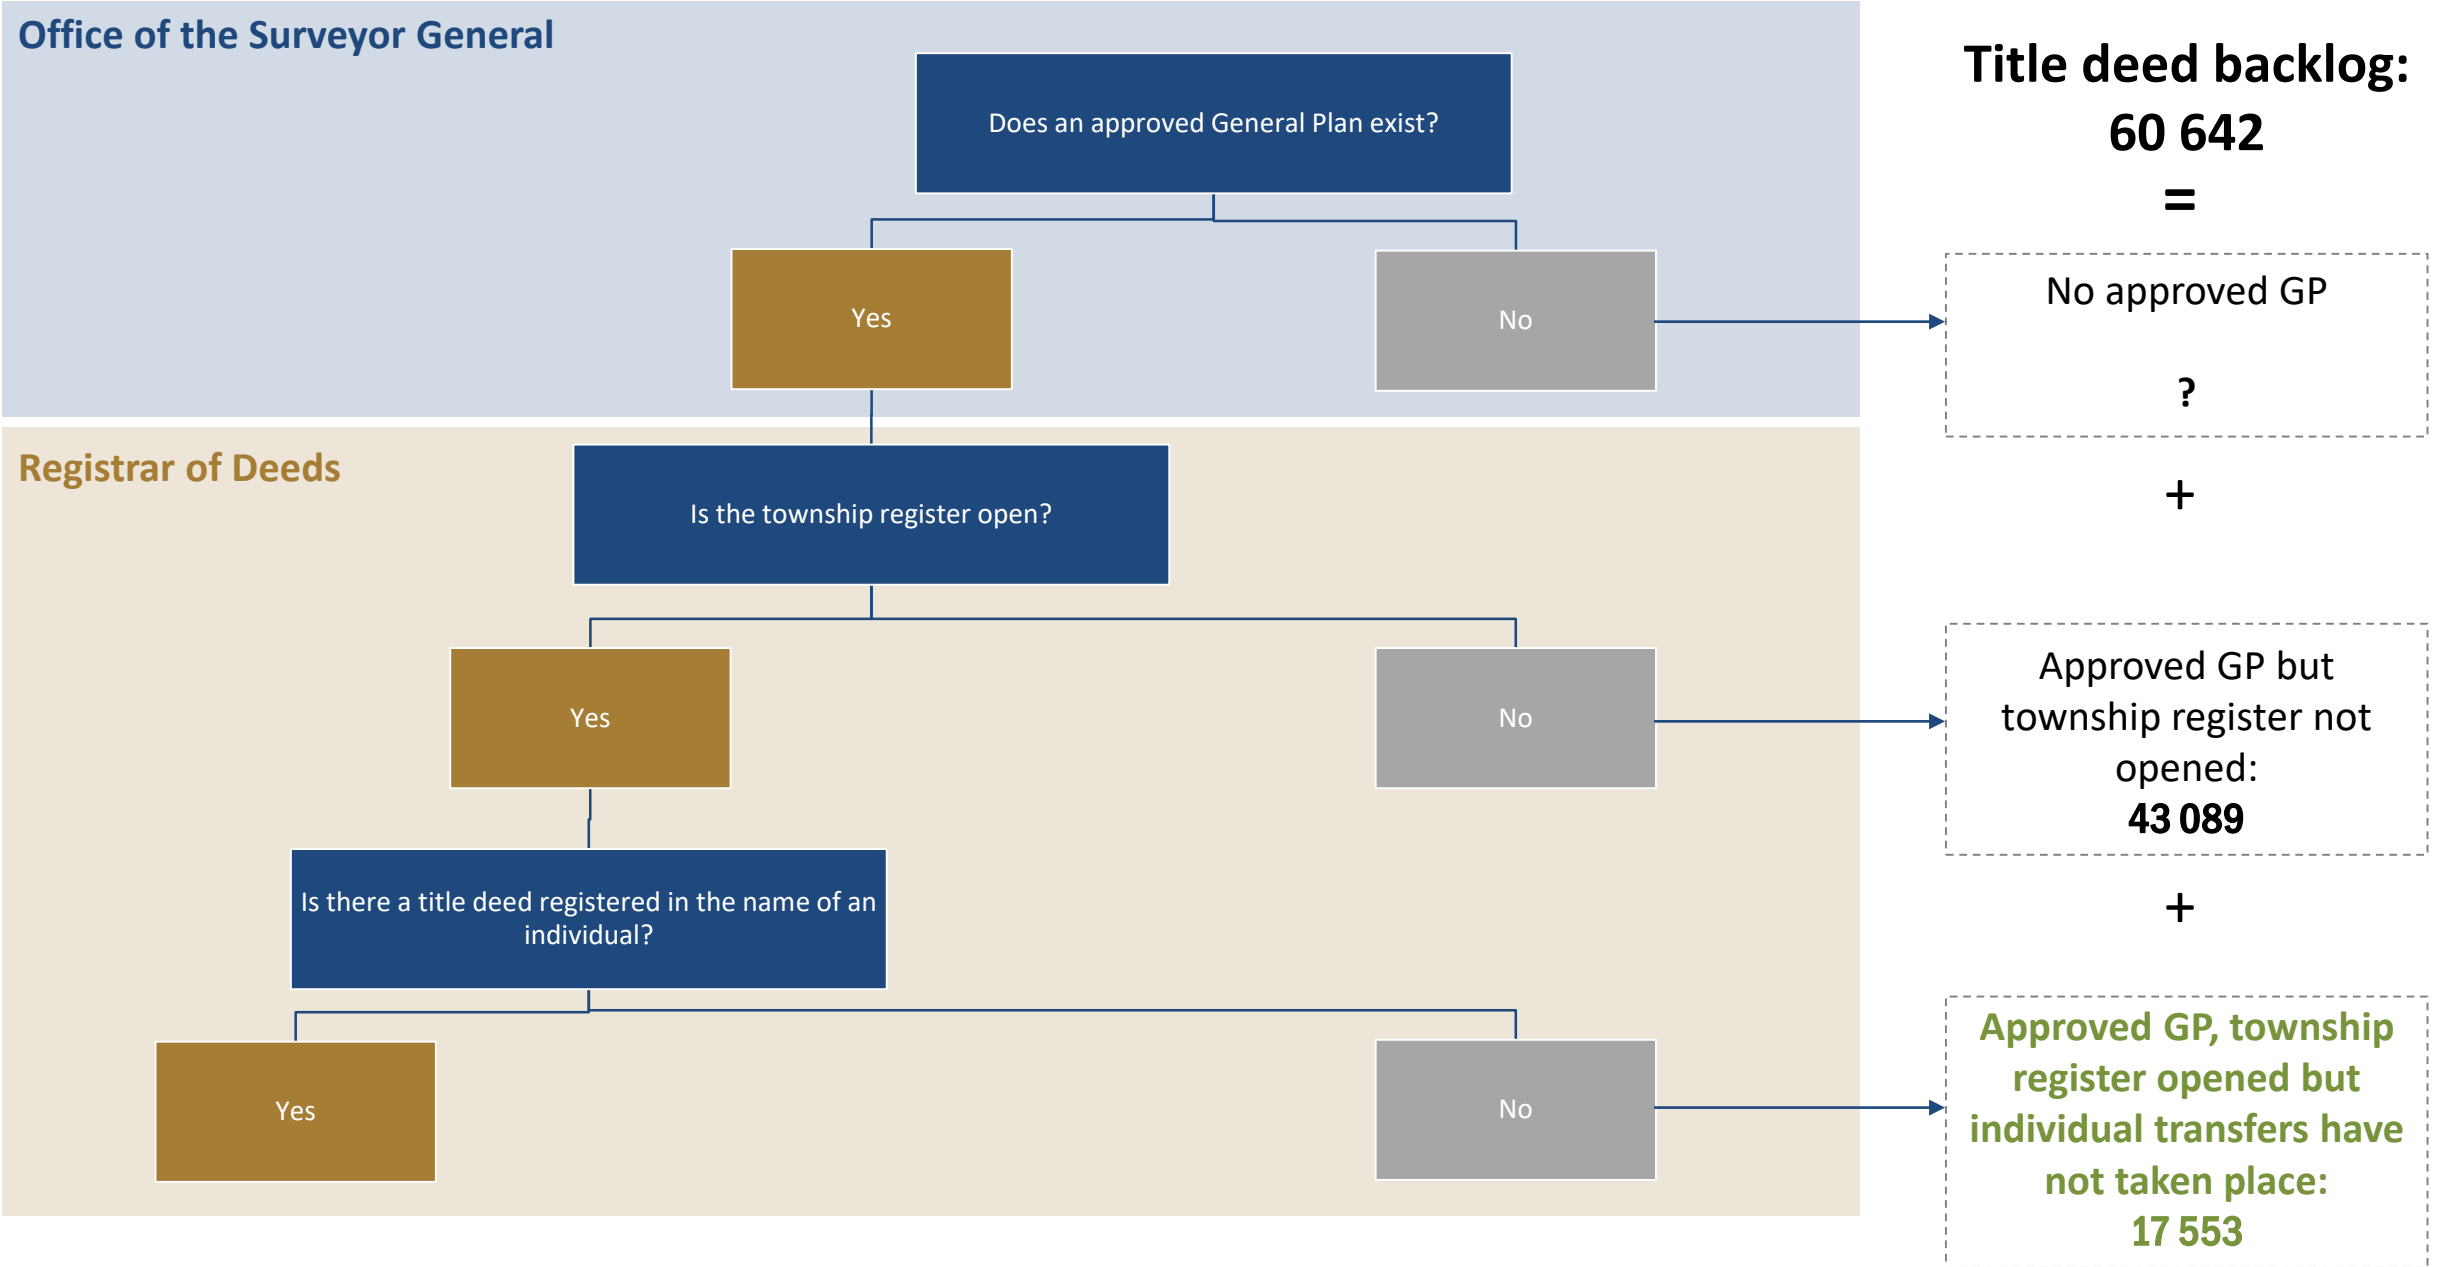 Office of the Surveyor General
Does an approved General Plan exist?
Yes
No
Registrar of Deeds
Is the township register open?
Yes
No
Is there a title deed registered in the name of an
individual?
Yes
No
Title deed backlog:
60 642
=
No approved GP
?
+
Approved GP but
township register not
opened:
43 089
+
Approved GP, township
register opened but
individual transfers have
not taken place:
17 553